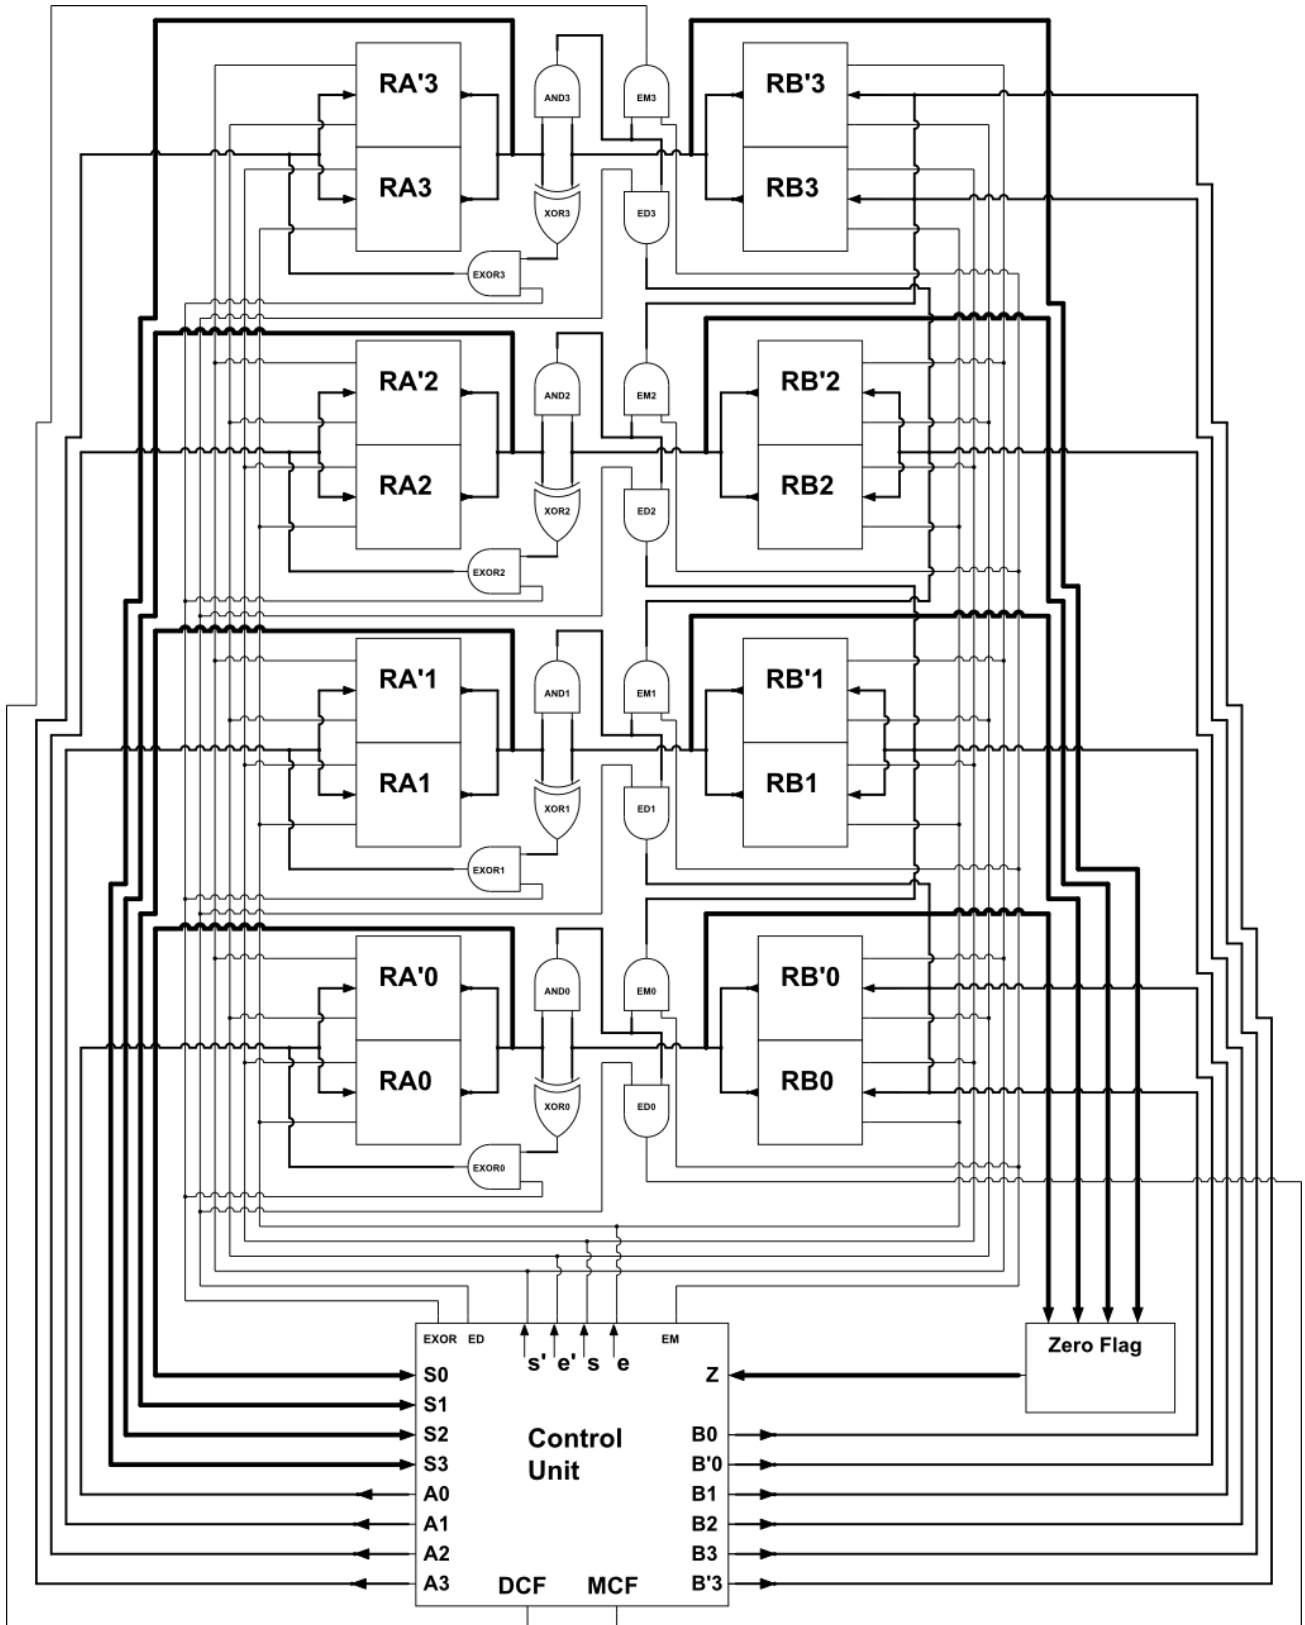 RA'3
AND3
EM3
RB'3
RA3
XOR3
ED3
RB3
EXOR3
RA'2
AND2
EM2
RB'2
RA2
XOR2
ED2
RB2
EXOR2
RA'1
AND1
EM1
RB'1
RA1
XOR1
ED1
RB1
EXOR1
RA'0
AND0
EM0
RB'0
RA0
XOR0
ED0
RB0
EXOR0
EXOR ED s' e' s e EM
Zero Flag
S0
S1
S2
S3
A0
A1
A2
A3
Control
Unit
Z
B0
B'0
B1
B2
B3
B'3
DCF MCF